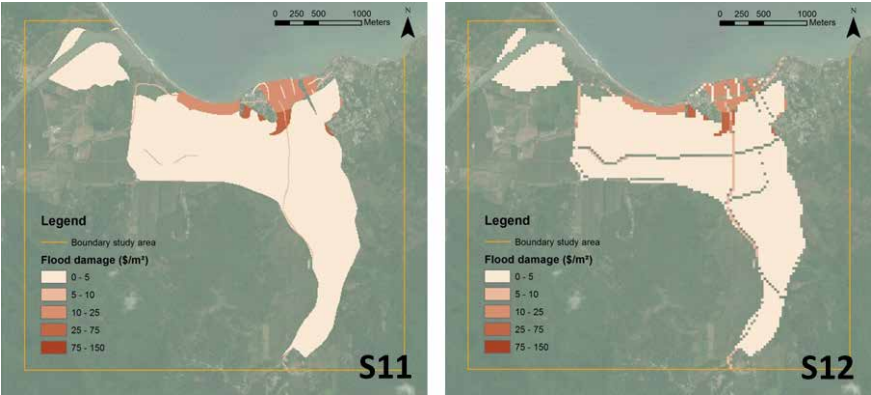 0 250 500 1000
Meters
N
Legend
Boundary study area
Flood damage ($/m²)
0 - 5
5 - 10
10 - 25
25 - 75
75 - 150
S11
0 250 500 1000
Meters
N
Legend
Boundary study area
Flood damage ($/m²)
0 - 5
5 - 10
10 - 25
25 - 75
75 - 150
S12